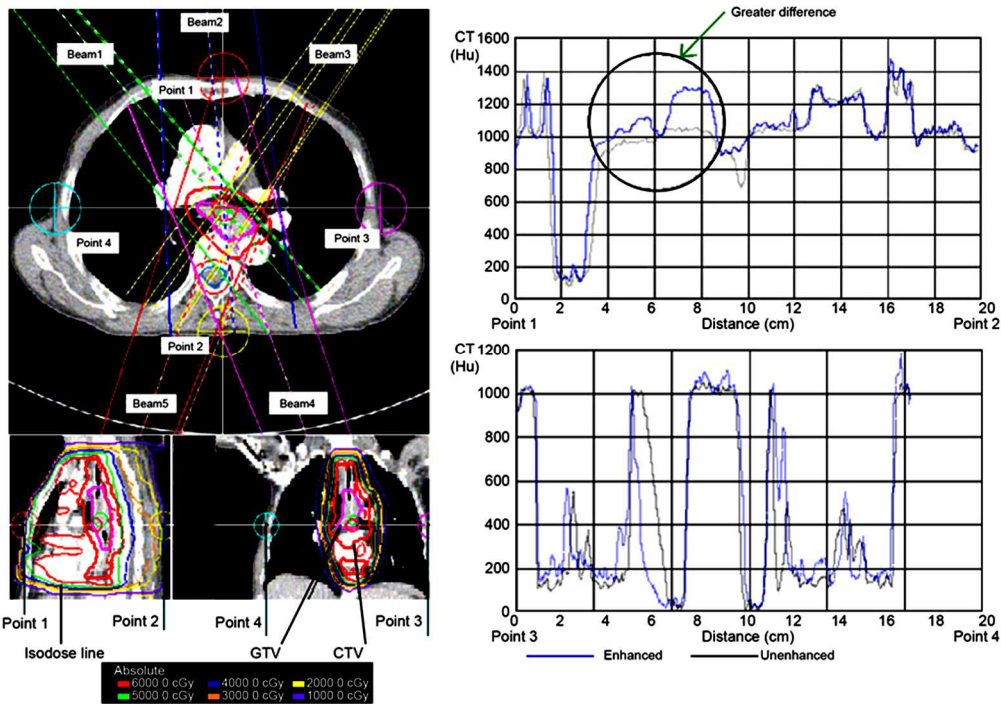 Beam2
Beam1
Beam3
Point 1
Point 4
Point 3
Point 2
Beam5
Beam4
Point 1
Point 2
Point 4
Point 3
Isodose line
GTV
CTV
Absolute
6000 0 cGy
4000 0 cGy
2000 0 cGy
5000 0 cGy
3000 0 cGy
1000 0 cGy
Greater difference
CT
(Hu)
1600
1400
1200
1000
800
600
400
200
0
0 2 4 6 8 10 12 14 16 18 20
Point 1
Distance (cm)
Point 2
CT
(Hu)
1200
1000
800
600
400
200
0
0 2 4 6 8 10 12 14 16 18 20
Point 3
Distance (cm)
Point 4
Enhanced
Unenhanced